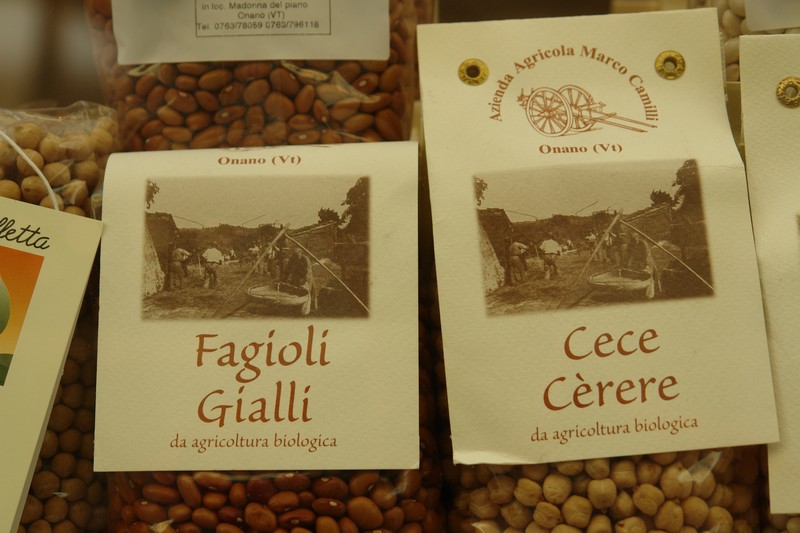 in loc. Madonna del piano
Onano (VT)
Tel. 0763/78059 0763/796118
Onano (Vt)
Fagioli
Gialli
da agricoltura biologica
Azienda Agricola Marco Camilli
Onano (Vt)
Cece
Cèrere
da agricoltura biologica